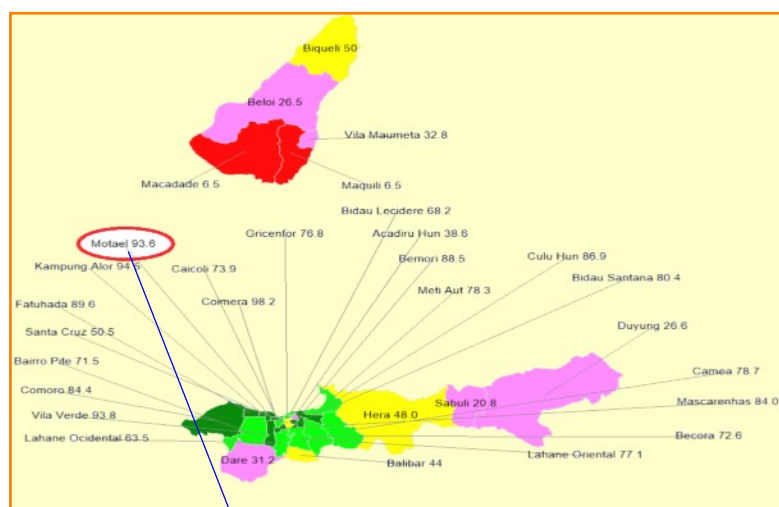 Biqueli 50
Beloi 26.5
Vila Maumeta 32.8
Macadade 6.5
Maquili 6.5
Bidau Lecidere 68.2
Motael 93.6
Gricenfor 76.8
Acadiru Hun 38.6
Kampung Alor 94.5
Caicoli 73.9
Bemori 88.5
Culu Hun 86.9
Bidau Santana 80.4
Fatuhada 89.6
Coimera 98.2
Meti Aut 78.3
Santa Cruz 50.5
Duyung 26.6
Bairro Pite 71.5
Camea 78.7
Comoro 84.4
Sabuli 20.8
Mascarenhas 84.0
Vila Verde 93.8
Hera 48.0
Lahane Ocidental 63.5
Becora 72.6
Lahane Oriental 77.1
Dare 31.2
Balibar 44